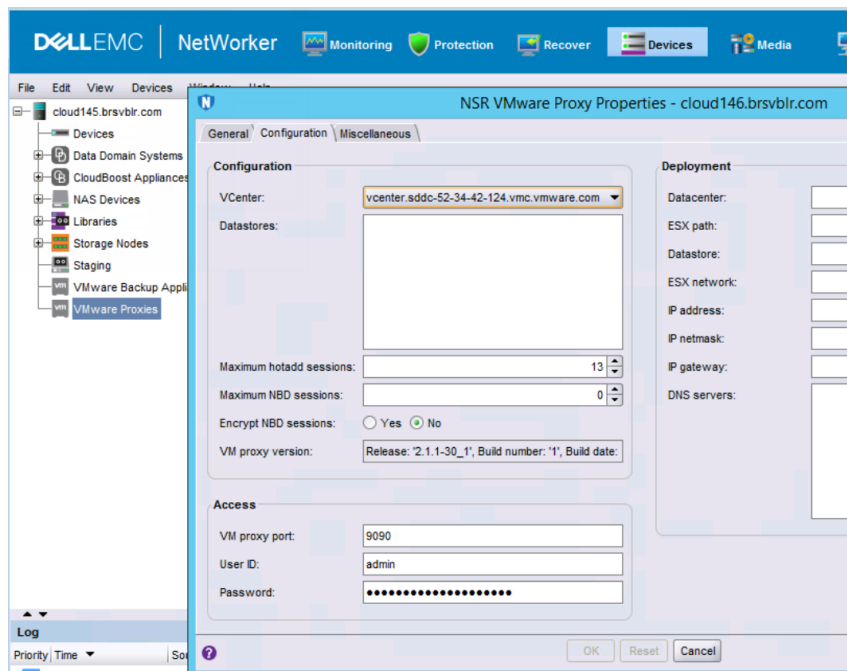 DELLEMC NetWorker Monitoring Protection Recover Devices Media
File Edit View Devices Window Help
NSR VMware Proxy Properties - cloud146.brsvblr.com
cloud145.brsvblr.com
Devices
Data Domain Systems
CloudBoost Appliances
NAS Devices
Libraries
Storage Nodes
Staging
VMware Backup Appli
VMware Proxies
General Configuration Miscellaneous
Configuration
VCenter: vcenter.sddc-52-34-42-124.vmc.vmware.com
Datastores:
Maximum hotadd sessions: 13
Maximum NBD sessions: 0
Encrypt NBD sessions: Yes No
VM proxy version: Release: '2.1.1-30_1', Build number: '1', Build date:
Access
VM proxy port: 9090
User ID: admin
Password: ••••••••••••••••••••
Deployment
Datacenter:
ESX path:
Datastore:
ESX network:
IP address:
IP netmask:
IP gateway:
DNS servers:
Log
Priority Time Sou
OK Reset Cancel